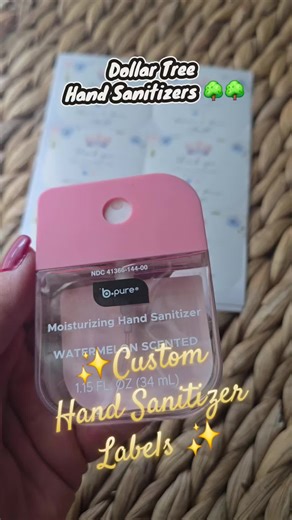 Dollar Tree
Hand Sanitizers 🌳🌳
NDC 41366-144-00
b.pure®
Moisturizing Hand Sanitizer
WATERMELON SCENTED
1.15 FL OZ (34 mL)
✨Custom
Hand Sanitizer
Labels ✨